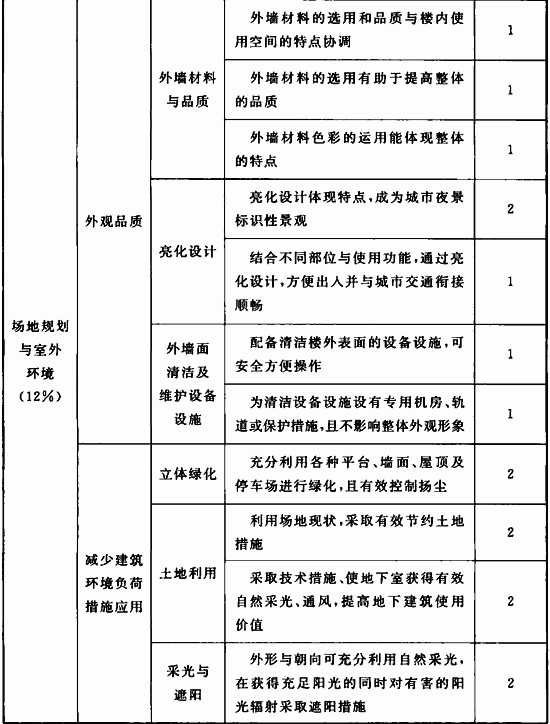 场地规划
与室外
环境
(12%)
外观品质
外墙材料
与品质
外墙材料的选用和品质与楼内使
用空间的特点协调
1
外墙材料的选用有助于提高整体
的品质
1
外墙材料色彩的运用能体现整体
的特点
1
亮化设计
亮化设计体现特点,成为城市夜景
标识性景观
2
结合不同部位与使用功能,通过亮
化设计,方便出入并与城市交通衔接
顺畅
1
外墙面
清洁及
维护设备
设施
配备清洁楼外表面的设备设施,可
安全方便操作
1
为清洁设备设施设有专用机房、轨
道或保护措施,且不影响整体外观形象
1
减少建筑
环境负荷
措施应用
立体绿化
充分利用各种平台、墙面、屋顶及
停车场进行绿化,且有效控制扬尘
2
土地利用
利用场地现状,采取有效节约土地
措施
2
采取技术措施、使地下室获得有效
自然采光、通风,提高地下建筑使用
价值
2
采光与
遮阳
外形与朝向可充分利用自然采光,
在获得充足阳光的同时对有害的阳
光辐射采取遮阳措施
2